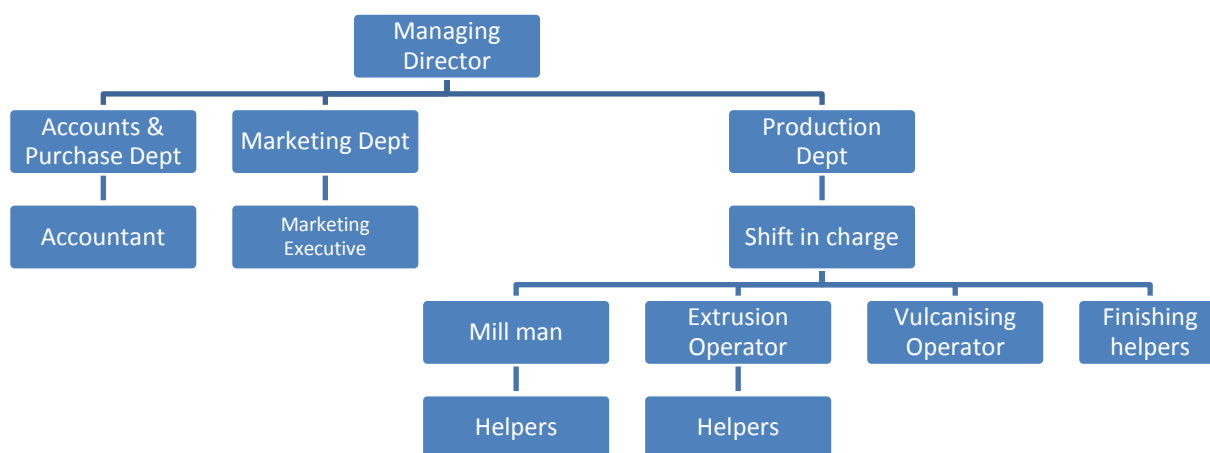 Managing
Director
Accounts &
Purchase Dept
Marketing Dept
Production
Dept
Accountant
Marketing
Executive
Shift in charge
Mill man
Extrusion
Operator
Vulcanising
Operator
Finishing
helpers
Helpers
Helpers